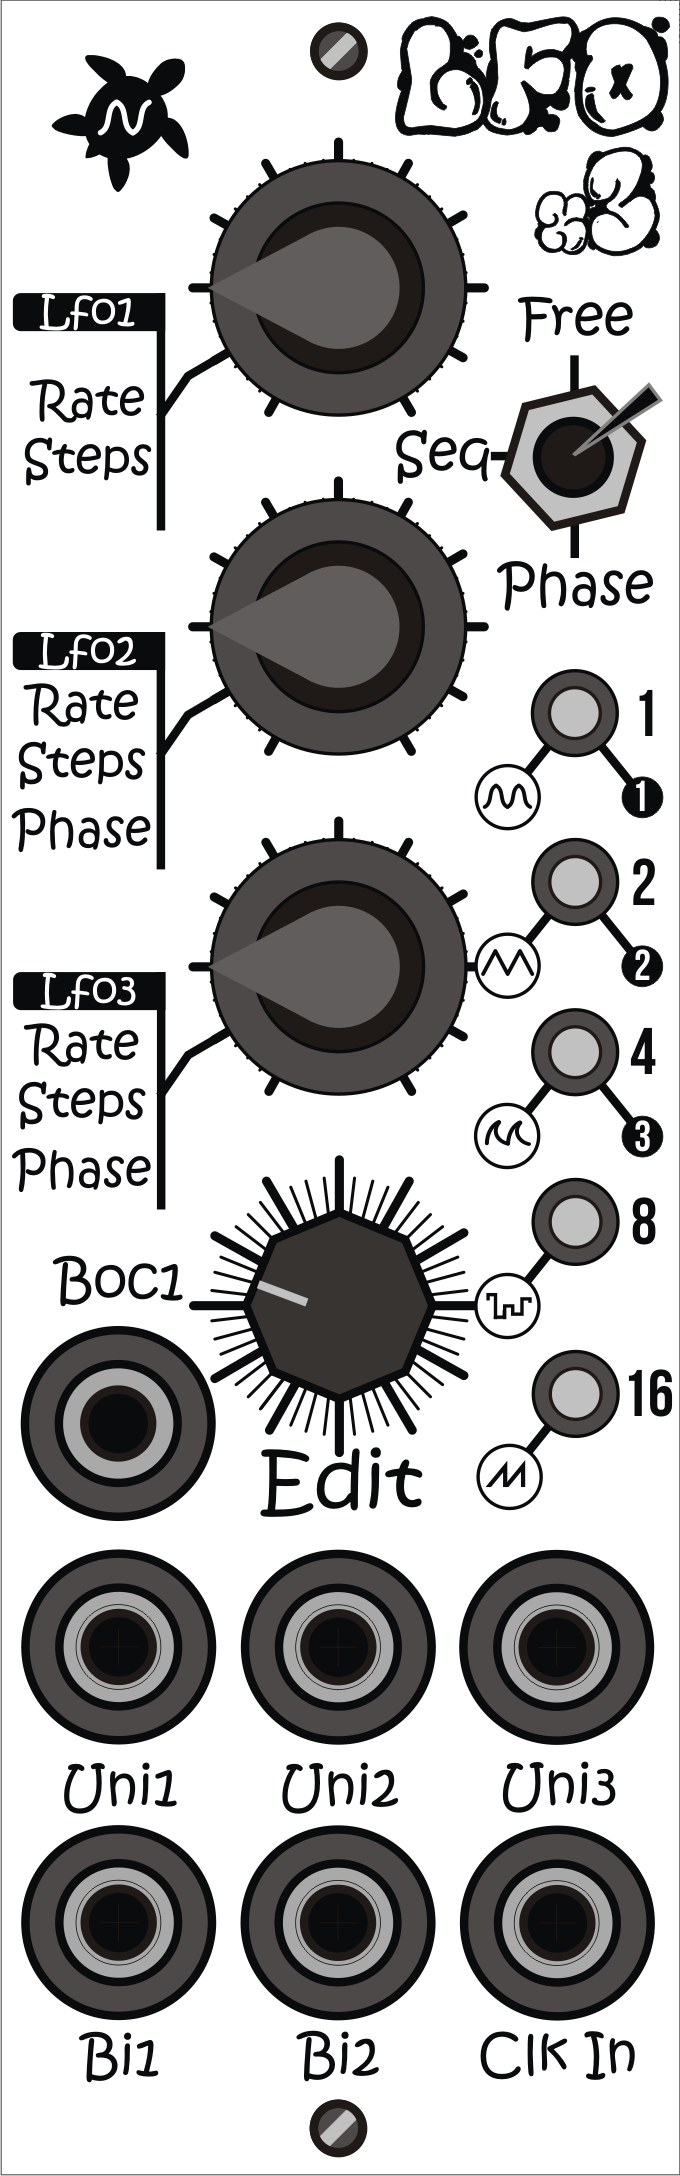 LFO
x2
Free
Lfo1
Rate
Steps
Seq
Phase
Lfo2
Rate
Steps
Phase
1
1
2
2
Lfo3
Rate
Steps
Phase
4
3
8
Boc1
16
Edit
Uni1 Uni2 Uni3
Bi1 Bi2 Clk In